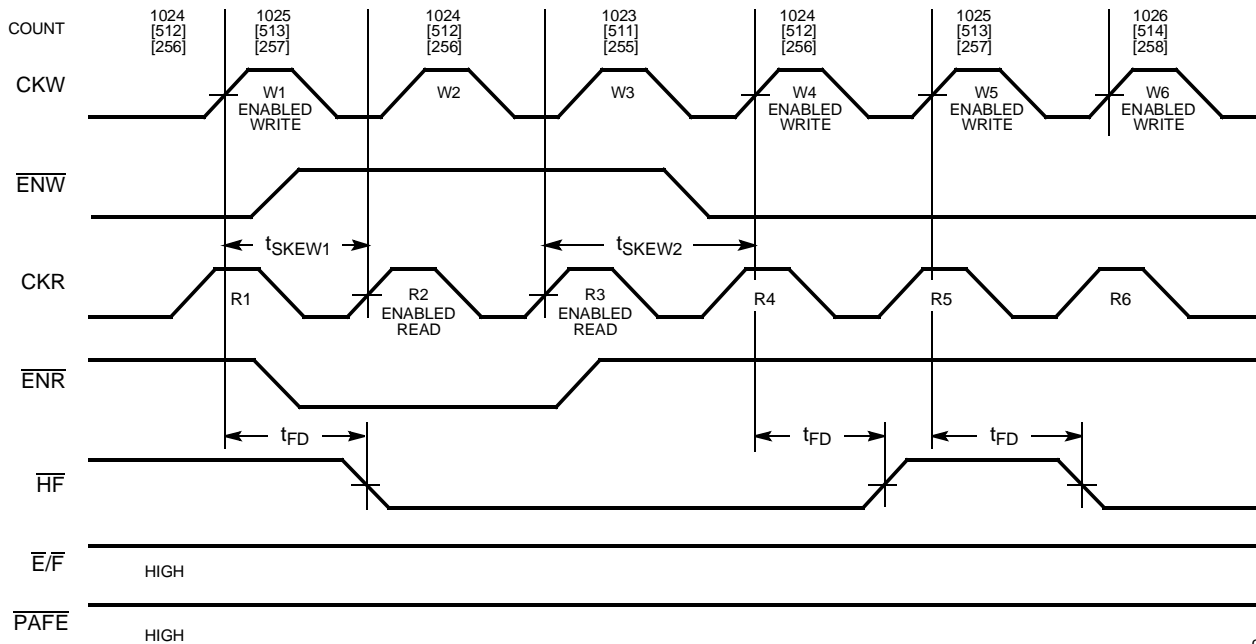 COUNT 1024 1025 1024 1023 1024 1025 1026
[512] [513] [512] [511] [512] [513] [514]
[256] [257] [256] [255] [256] [257] [258]
CKW W1 W2 W3 W4 W5 W6
ENABLED ENABLED ENABLED ENABLED
WRITE WRITE WRITE WRITE
ENW
tSKEW1 tSKEW2
CKR R1 R2 R3 R4 R5 R6
ENABLED ENABLED
READ READ
ENR
tFD tFD tFD
HF
E/F
HIGH
PAFE
HIGH